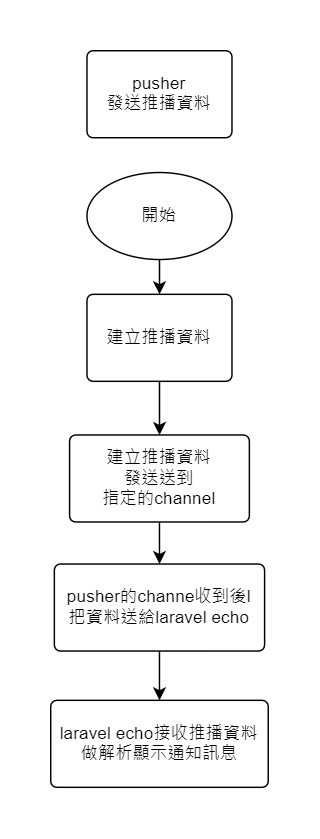 pusher
發送推播資料
開始
建立推播資料
建立推播資料
發送送到
指定的channel
pusher的channe收到後l
把資料送給laravel echo
laravel echo接收推播資料
做解析顯示通知訊息